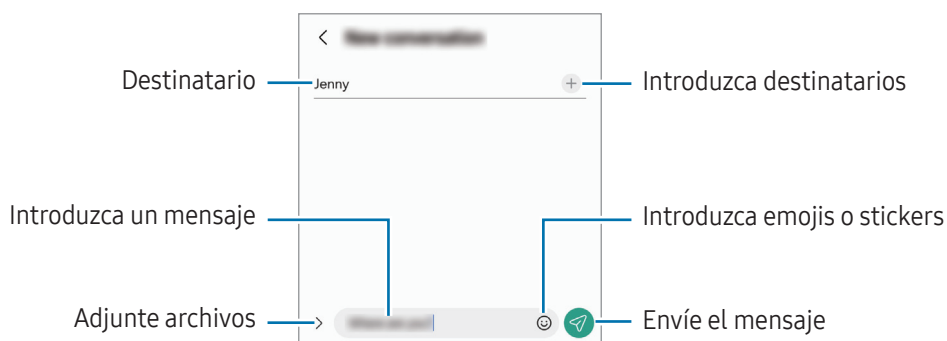 Destinatario
Jenny
Introduzca destinatarios
Introduzca un mensaje
Introduzca emojis o stickers
Adjunte archivos
Envíe el mensaje